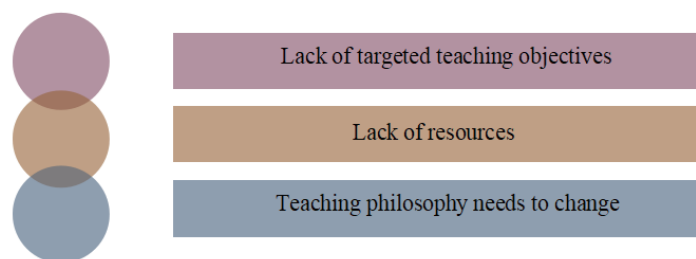 Lack of targeted teaching objectives
Lack of resources
Teaching philosophy needs to change